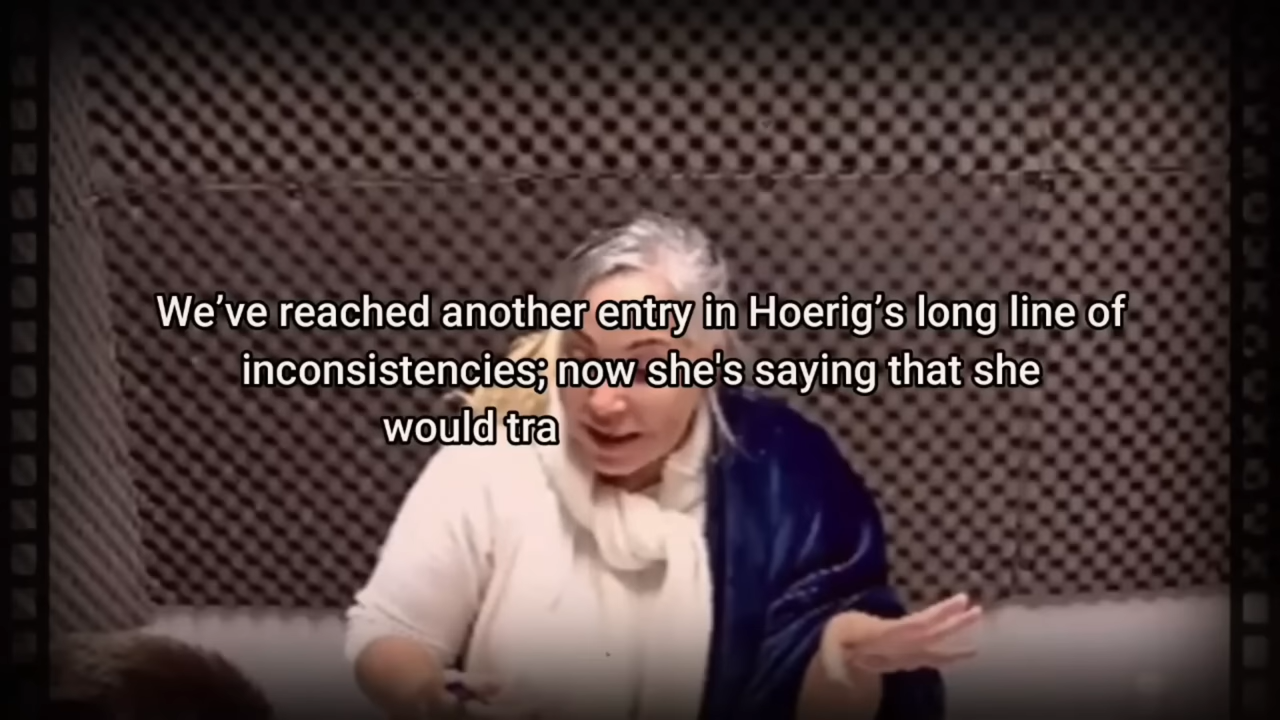 We’ve reached another entry in Hoerig’s long line of
inconsistencies; now she's saying that she
would tra